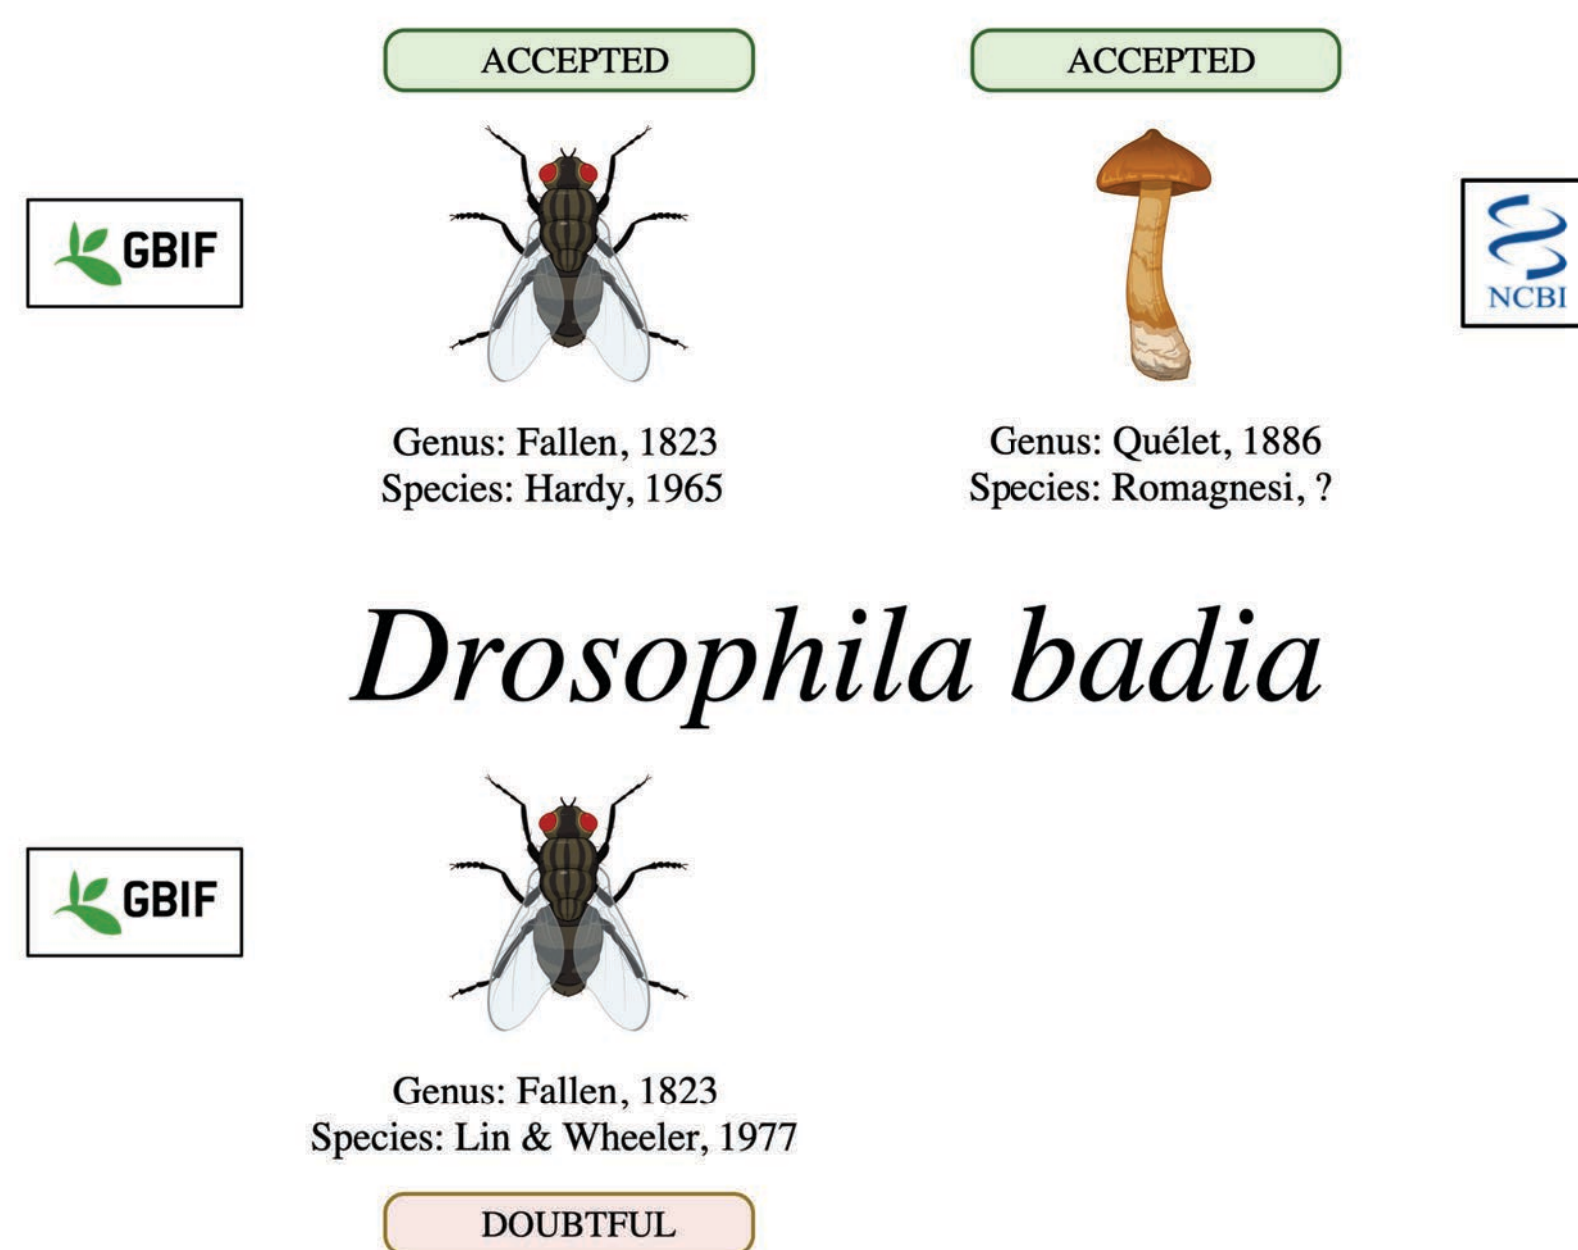 ACCEPTED
ACCEPTED
GBIF
NCBI
Genus: Fallen, 1823
Species: Hardy, 1965
Genus: Quélet, 1886
Species: Romagnesi, ?
Drosophila badia
GBIF
Genus: Fallen, 1823
Species: Lin & Wheeler, 1977
DOUBTFUL